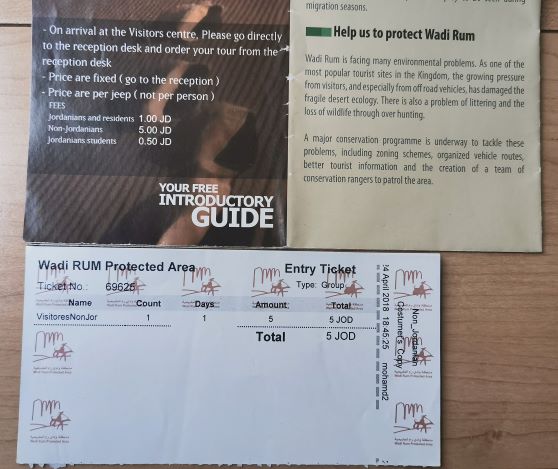 - On arrival at the Visitors centre, Please go directly
to the reception desk and order your tour from the
reception desk
- Price are fixed ( go to the reception )
- Price are per jeep ( not per person )
FEES
Jordanians and residents 1.00 JD
Non-Jordanians 5.00 JD
Jordanians students 0.50 JD
YOUR FREE
INTRODUCTORY
GUIDE
migration seasons.
Help us to protect Wadi Rum
Wadi Rum is facing many environmental problems. As one of the
most popular tourist sites in the Kingdom, the growing pressure
from visitors, and especially from off road vehicles, has damaged the
fragile desert ecology. There is also a problem of littering and the
loss of wildlife through over hunting.
A major conservation programme is underway to tackle these
problems, including zoning schemes, organized vehicle routes,
better tourist information and the creation of a team of
conservation rangers to patrol the area.
Wadi RUM Protected Area Entry Ticket
Ticket No.: 69625 Type: Group
Name Count Days Amount Total
VisitoresNonJor 1 1 5 5 JOD
Total 5 JOD
24 April 2018 18:45:25 mohamd2
Costumer's Copy
Non_Jordanian